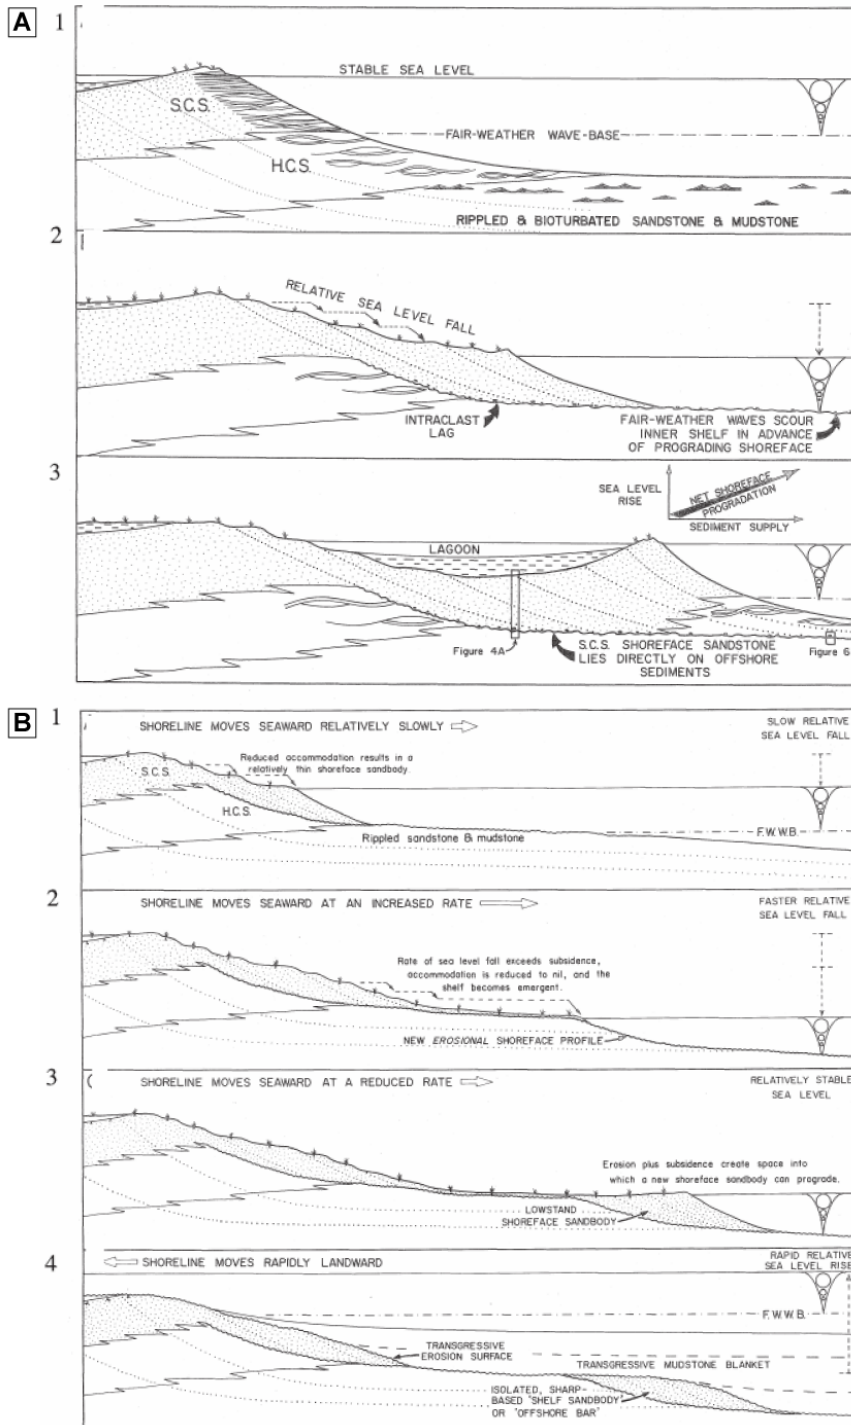 A
1
STABLE SEA LEVEL
S.C.S.
FAIR-WEATHER WAVE-BASE
H.C.S.
RIPPLED & BIOTURBATED SANDSTONE & MUDSTONE
2
RELATIVE SEA LEVEL FALL
INTRACLAST
LAG
FAIR-WEATHER WAVES SCOUR
INNER SHELF IN ADVANCE
OF PROGRADING SHOREFACE
3
SEA LEVEL
RISE
NET SHOREFACE
PROGRADATION
SEDIMENT SUPPLY
LAGOON
Figure 4A
S.C.S. SHOREFACE SANDSTONE
LIES DIRECTLY ON OFFSHORE
SEDIMENTS
Figure 6
B
1
SHORELINE MOVES SEAWARD RELATIVELY SLOWLY
SLOW RELATIVE
SEA LEVEL FALL
Reduced accommodation results in a
relatively thin shoreface sandbody.
S.C.S.
H.C.S.
F.W.W.B.
Rippled sandstone & mudstone
2
SHORELINE MOVES SEAWARD AT AN INCREASED RATE
FASTER RELATIVE
SEA LEVEL FALL
Rate of sea level fall exceeds subsidence,
accommodation is reduced to nil, and the
shelf becomes emergent.
NEW EROSIONAL SHOREFACE PROFILE
3
SHORELINE MOVES SEAWARD AT A REDUCED RATE
RELATIVELY STABLE
SEA LEVEL
Erosion plus subsidence create space into
which a new shoreface sandbody can prograde.
LOWSTAND
SHOREFACE SANDBODY
4
SHORELINE MOVES RAPIDLY LANDWARD
RAPID RELATIVE
SEA LEVEL RISE
F.W.W.B.
TRANSGRESSIVE
EROSION SURFACE
TRANSGRESSIVE MUDSTONE BLANKET
ISOLATED, SHARP-
BASED 'SHELF SANDBODY'
OR 'OFFSHORE BAR'